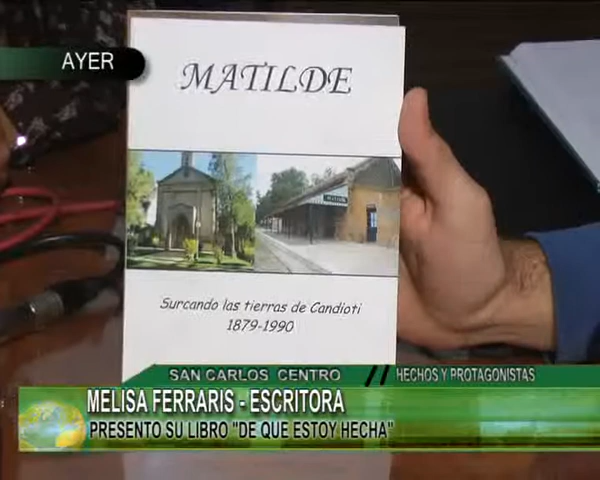 AYER
MATILDE
Surcando las tierras de Candioti
1879-1990
SAN CARLOS CENTRO
HECHOS Y PROTAGONISTAS
MELISA FERRARIS - ESCRITORA
PRESENTO SU LIBRO "DE QUE ESTOY HECHA"